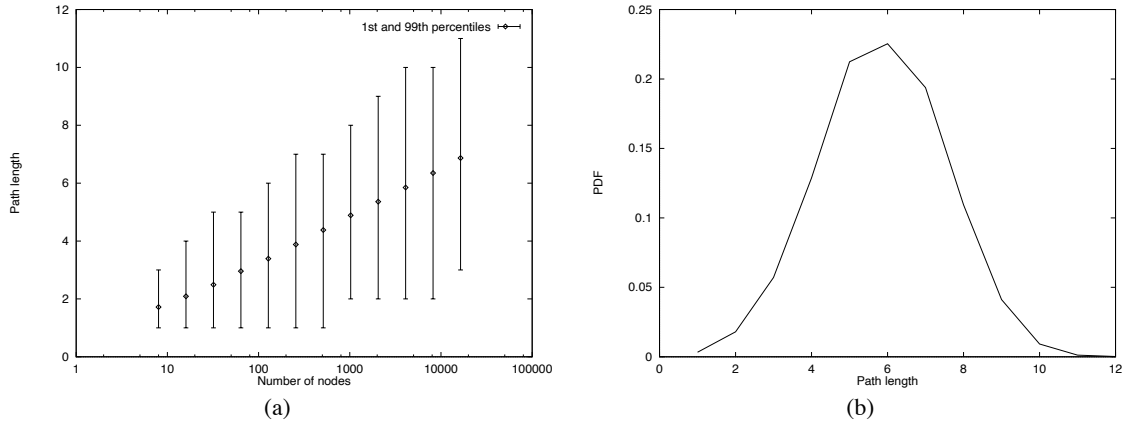 12
10
8
6
4
2
0
Path length
1st and 99th percentiles
1 10 100 1000 10000 100000
Number of nodes
(a)
0.25
0.2
0.15
0.1
0.05
0
PDF
0 2 4 6 8 10 12
Path length
(b)